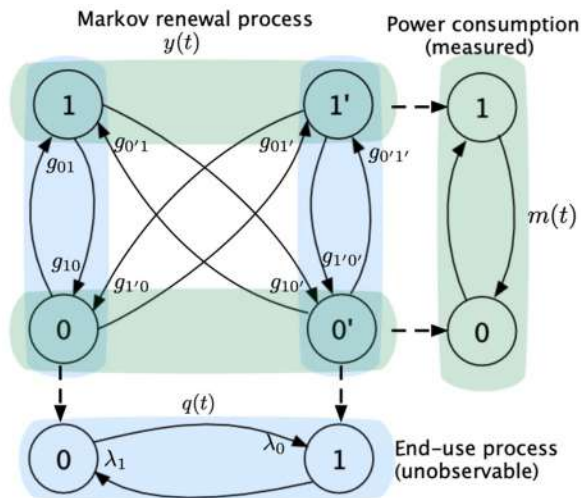 Markov renewal process
y(t)
Power consumption
(measured)
1
1'
1
g01
g0'1
g01'
g0'1'
m(t)
g10
g1'0
g10'
g1'0'
0
0'
0
q(t)
0
λ1
λ0
1
End-use process
(unobservable)